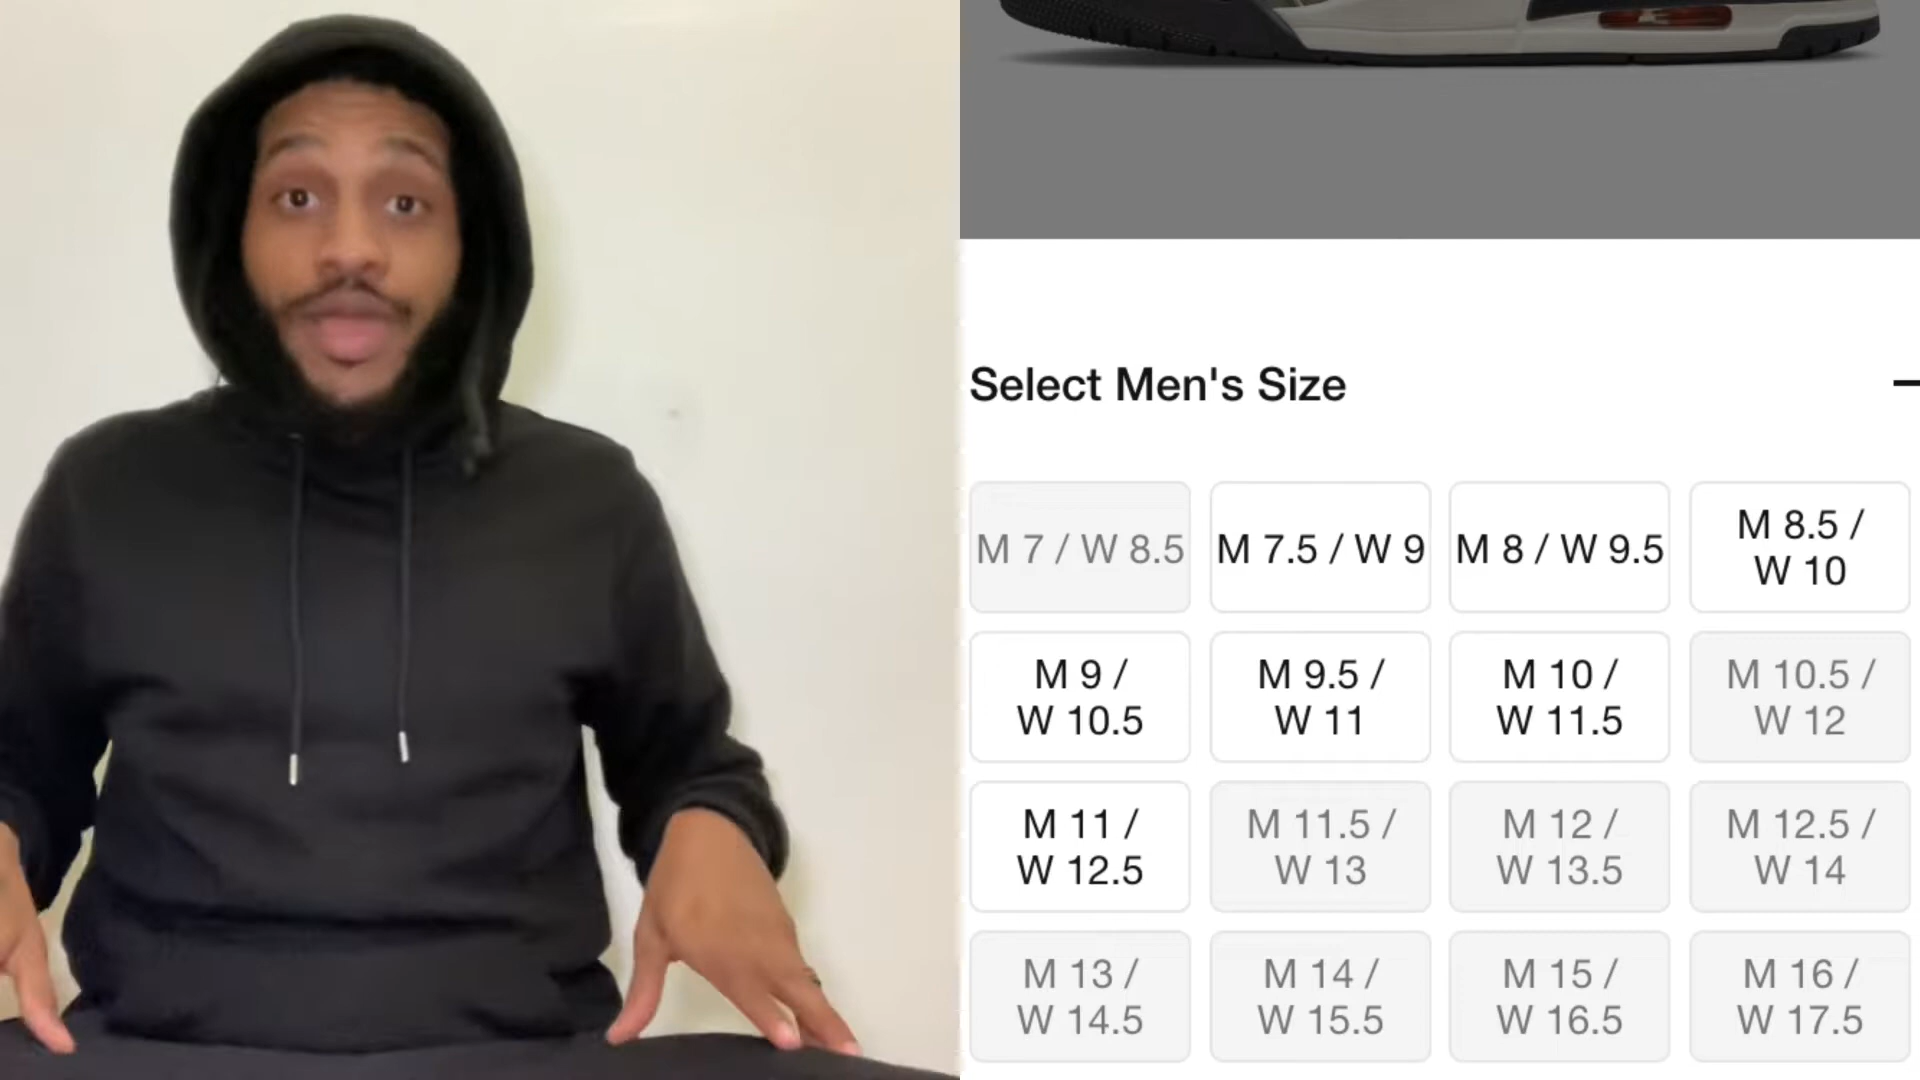 Select Men's Size
M 7 / W 8.5
M 7.5 / W 9
M 8 / W 9.5
M 8.5 /
W 10
M 9 /
W 10.5
M 9.5 /
W 11
M 10 /
W 11.5
M 10.5 /
W 12
M 11 /
W 12.5
M 11.5 /
W 13
M 12 /
W 13.5
M 12.5 /
W 14
M 13 /
W 14.5
M 14 /
W 15.5
M 15 /
W 16.5
M 16 /
W 17.5